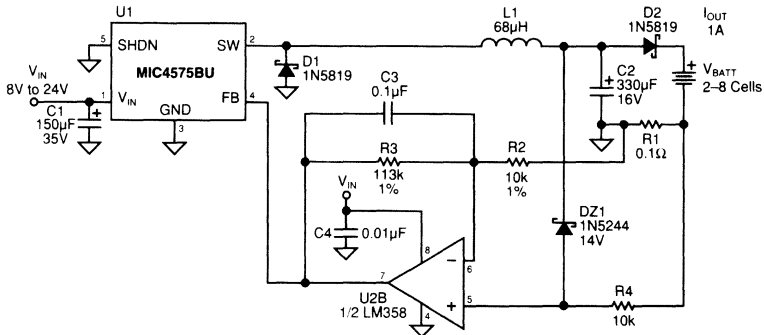 U1
5
SHDN
SW
2
MIC4575BU
V_IN
8V to 24V
1
V_IN
FB
4
GND
3
C1
150µF
35V
D1
1N5819
L1
68µH
D2
1N5819
I_OUT
1A
C2
330µF
16V
V_BATT
2–8 Cells
R1
0.1Ω
C3
0.1µF
R3
113k
1%
R2
10k
1%
V_IN
C4
0.01µF
8
7
6
5
4
U2B
1/2 LM358
DZ1
1N5244
14V
R4
10k